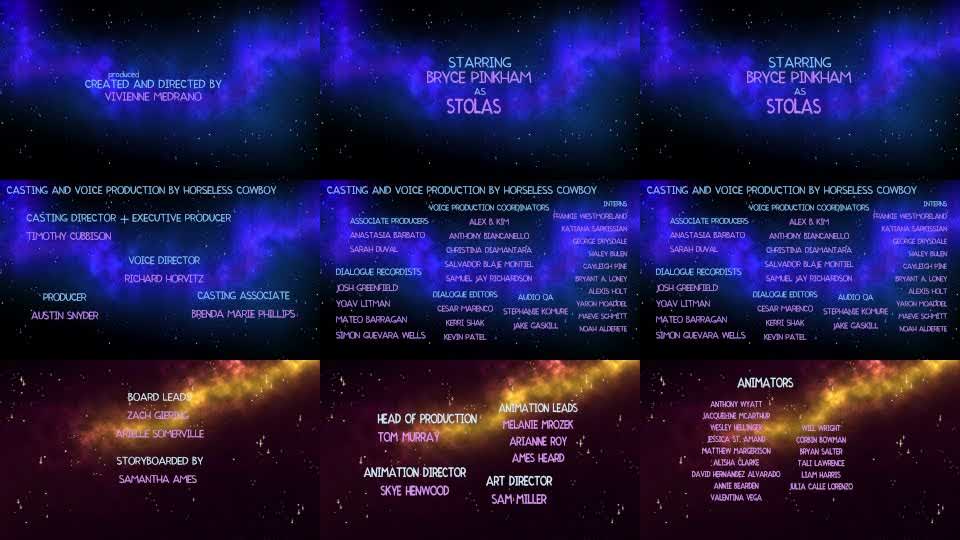 produced
CREATED AND DIRECTED BY
VIVIENNE MEDRANO
STARRING
BRYCE PINKHAM
AS
STOLAS
STARRING
BRYCE PINKHAM
AS
STOLAS
CASTING AND VOICE PRODUCTION BY HORSELESS COWBOY
CASTING DIRECTOR + EXECUTIVE PRODUCER
TIMOTHY CUBBISON
VOICE DIRECTOR
RICHARD HORVITZ
PRODUCER
AUSTIN SNYDER
CASTING ASSOCIATE
BRENDA MARIE PHILLIPS
CASTING AND VOICE PRODUCTION BY HORSELESS COWBOY
ASSOCIATE PRODUCERS
ANASTASIA BARBATO
SARAH DUVAL
DIALOGUE RECORDISTS
JOSH GREENFIELD
YOAV LITMAN
MATEO BARRAGAN
SIMON GUEVARA WELLS
VOICE PRODUCTION COORDINATORS
ALEX B. KIM
ANTHONY BIANCANELLO
CHRISTINA DIAMANTARA
SALVADOR BLAJE MONTIEL
SAMUEL JAY RICHARDSON
DIALOGUE EDITORS
CESAR MARENCO
KERRI SHAK
KEVIN PATEL
AUDIO QA
STEPHANIE KOMURE
JAKE GASKILL
INTERNS
FRANKIE WESTMORELAND
KATIANA SARKISSIAN
GEORGE DRYSDALE
HALEY BULEN
CAYLEIGH PINE
BRYANT A. LONEY
ALEXIS HOLT
YARON MOADDEL
MAEVE SCHMITT
NOAH ALDERETE
CASTING AND VOICE PRODUCTION BY HORSELESS COWBOY
ASSOCIATE PRODUCERS
ANASTASIA BARBATO
SARAH DUVAL
DIALOGUE RECORDISTS
JOSH GREENFIELD
YOAV LITMAN
MATEO BARRAGAN
SIMON GUEVARA WELLS
VOICE PRODUCTION COORDINATORS
ALEX B. KIM
ANTHONY BIANCANELLO
CHRISTINA DIAMANTARA
SALVADOR BLAJE MONTIEL
SAMUEL JAY RICHARDSON
DIALOGUE EDITORS
CESAR MARENCO
KERRI SHAK
KEVIN PATEL
AUDIO QA
STEPHANIE KOMURE
JAKE GASKILL
INTERNS
FRANKIE WESTMORELAND
KATIANA SARKISSIAN
GEORGE DRYSDALE
HALEY BULEN
CAYLEIGH PINE
BRYANT A. LONEY
ALEXIS HOLT
YARON MOADDEL
MAEVE SCHMITT
NOAH ALDERETE
BOARD LEADS
ZACH GIERING
ARIELLE SOMERVILLE
STORYBOARDED BY
SAMANTHA AMES
HEAD OF PRODUCTION
TOM MURRAY
ANIMATION DIRECTOR
SKYE HENWOOD
ANIMATION LEADS
MELANIE MROZEK
ARIANNE ROY
AMES HEARD
ART DIRECTOR
SAM MILLER
ANIMATORS
ANTHONY WYATT
JACQUELINE MCARTHUR
WESLEY HELLINGER
JESSICA ST. AMAND
MATTHEW MARGERISON
ALISHA CLARKE
DAVID HERNANDEZ ALVARADO
ANNIE BEARDEN
VALENTINA VEGA
WILL WRIGHT
CORBIN BOWMAN
BRYAN SALTER
TALI LAWRENCE
LIAM HARRIS
JULIA CALLE LORENZO